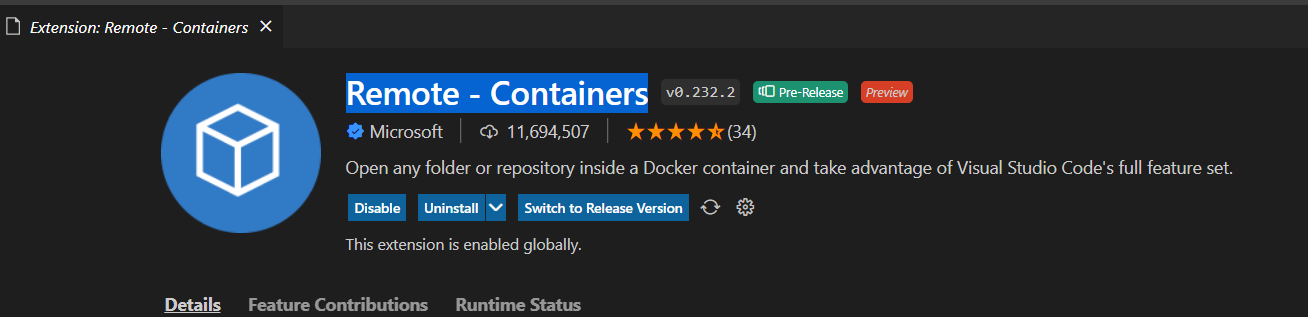 Extension: Remote - Containers
Remote - Containers v0.232.2 Pre-Release Preview
Microsoft 11,694,507 (34)
Open any folder or repository inside a Docker container and take advantage of Visual Studio Code's full feature set.
Disable Uninstall Switch to Release Version
This extension is enabled globally.
Details Feature Contributions Runtime Status